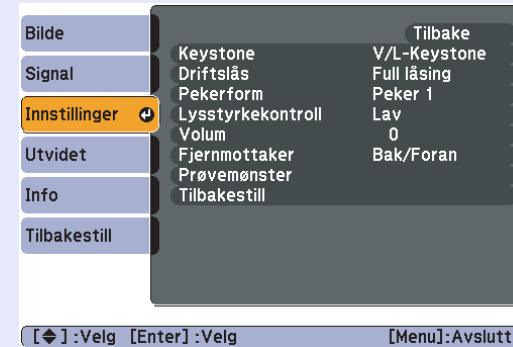 Bilde
Signal
Innstillinger
Utvidet
Info
Tilbakestill
Tilbake
Keystone V/L-Keystone
Driftslås Full låsing
Pekerform Peker 1
Lysstyrkekontroll Lav
Volum 0
Fjernmottaker Bak/Foran
Prøvemønster
Tilbakestill
[◆] :Velg [Enter] :Velg [Menu]:Avslutt